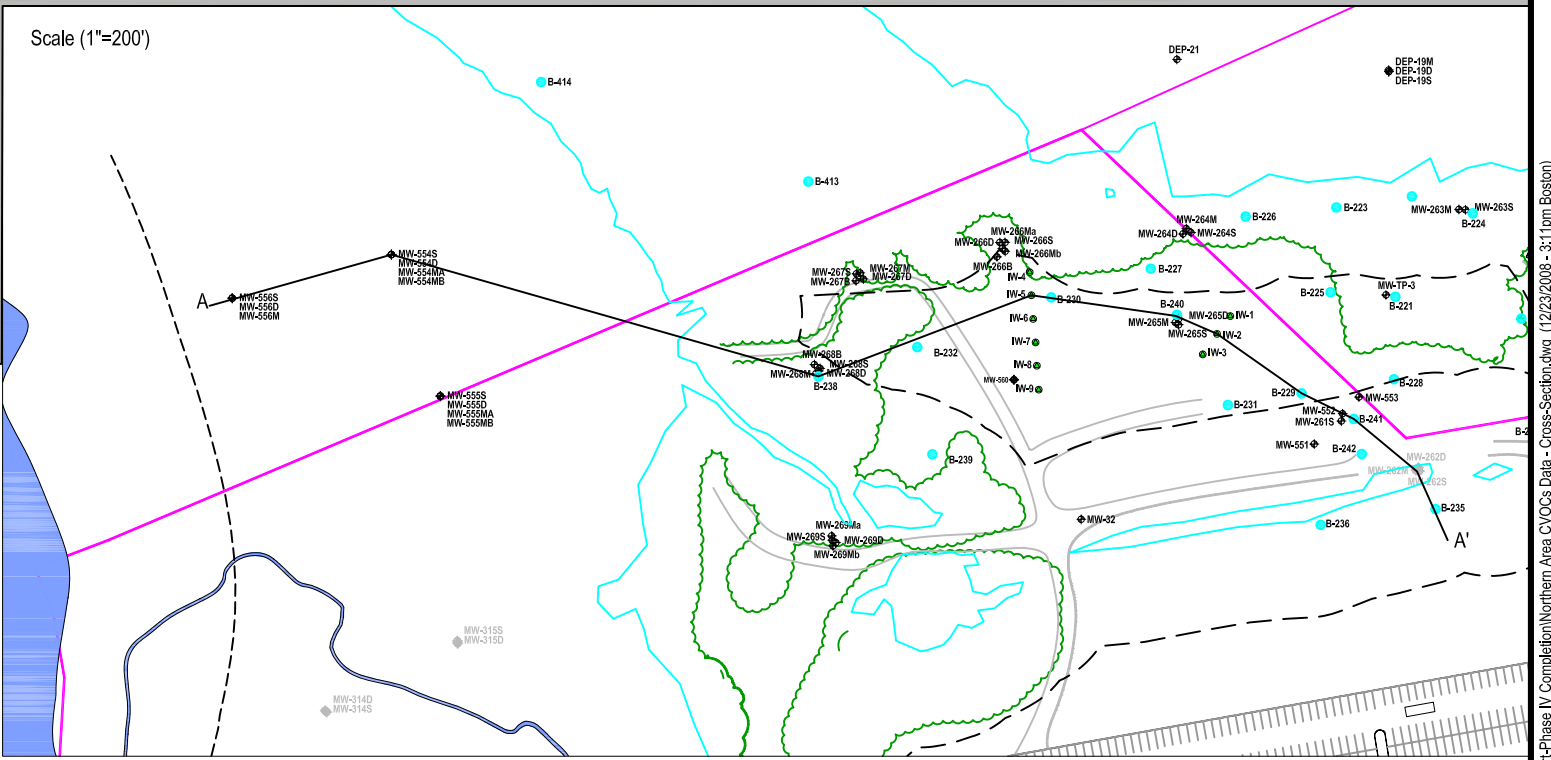 Scale (1"=200')
DEP-21
DEP-19M
DEP-19D
DEP-19S
B-414
B-413
MW-264M
MW-264D
MW-264S
B-226
B-223
MW-263M
MW-263S
B-224
MW-266Ma
MW-266D
MW-266S
MW-266Mb
MW-266B
MW-554S
MW-554D
MW-554MA
MW-554MB
MW-267S
MW-267M
MW-267D
MW-267B
IW-4
B-227
A
MW-556S
MW-556D
MW-556M
IW-5
B-230
B-225
MW-TP-3
B-221
B-240
IW-6
MW-265M
MW-265D
MW-265S
IW-1
IW-2
IW-7
IW-3
B-232
MW-268B
MW-268S
MW-268M
MW-268D
B-238
IW-8
MW-560
IW-9
B-228
B-229
MW-553
MW-555S
MW-555D
MW-555MA
MW-555MB
B-231
MW-552
MW-261S
B-241
MW-551
B-242
B-2
B-239
MW-262D
MW-262M
MW-262S
B-235
MW-269Ma
MW-269S
MW-269D
MW-269Mb
MW-32
B-236
A'
MW-315S
MW-315D
MW-314D
MW-314S
t-Phase IV Completion\Northern Area CVOCs Data - Cross-Section.dwg (12/23/2008 - 3:11pm Boston)